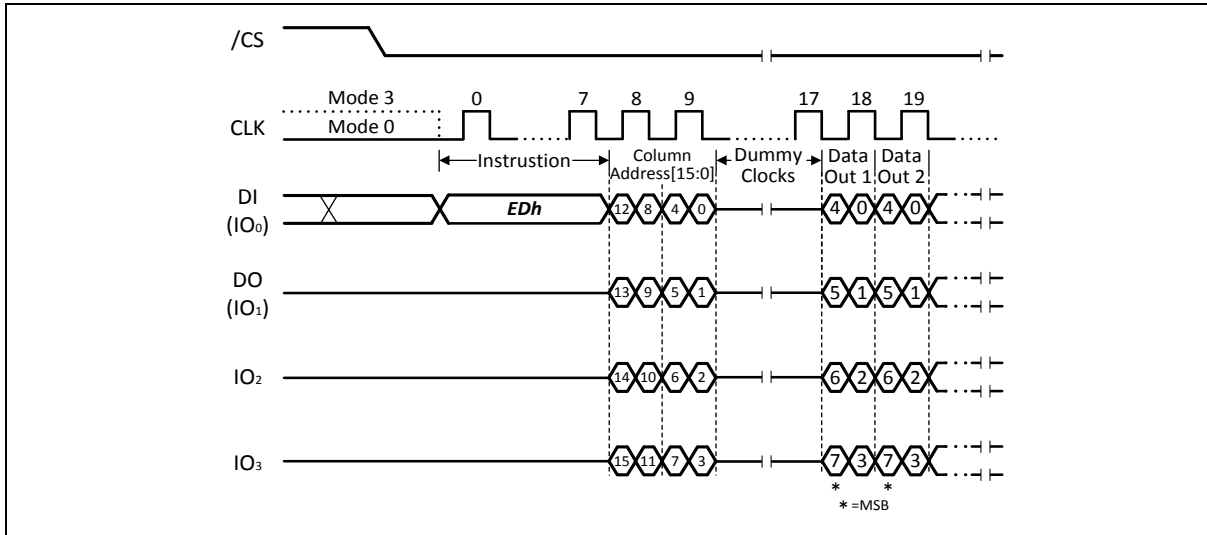 /CS
Mode 3
0 7 8 9 17 18 19
CLK
Mode 0
Instrustion
Column
Address[15:0]
Dummy
Clocks
Data
Out 1
Data
Out 2
DI
(IO0)
EDh
12 8 4 0
4 0 4 0
DO
(IO1)
13 9 5 1
5 1 5 1
IO2
14 10 6 2
6 2 6 2
IO3
15 11 7 3
7 3 7 3
* *
* =MSB